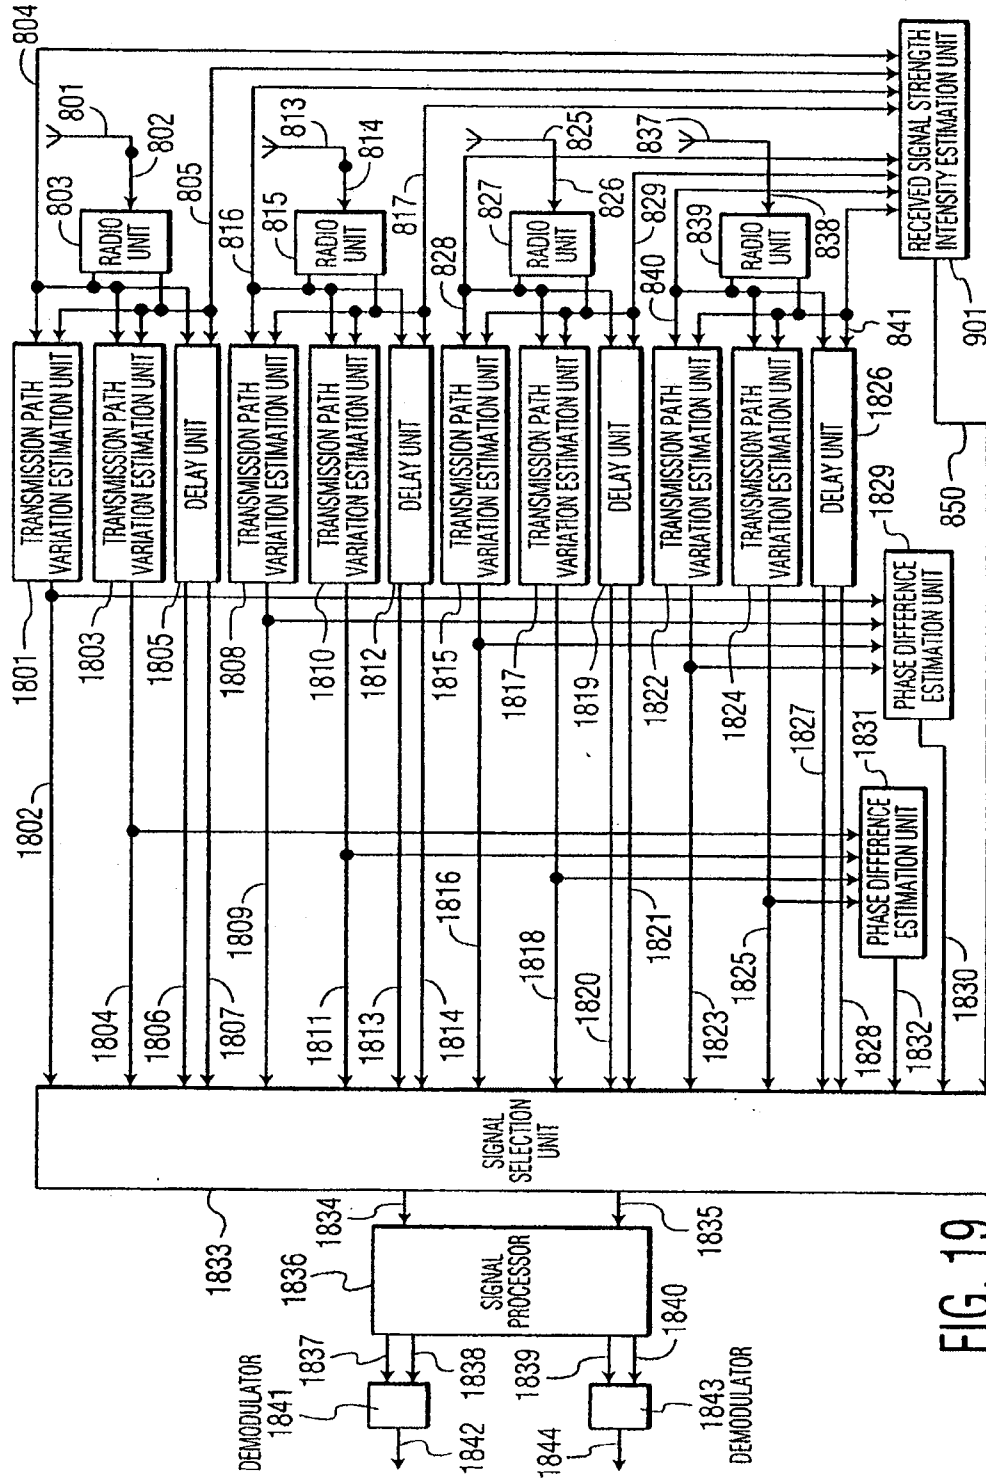 804
801
802
803
RADIO
UNIT
805
816
813
814
815
RADIO
UNIT
817
825
826
827
RADIO
UNIT
828
829
837
838
839
RADIO
UNIT
840
841
RECEIVED SIGNAL STRENGTH
INTENSITY ESTIMATION UNIT
901
850
TRANSMISSION PATH
VARIATION ESTIMATION UNIT
1801
TRANSMISSION PATH
VARIATION ESTIMATION UNIT
1803
DELAY UNIT
1805
TRANSMISSION PATH
VARIATION ESTIMATION UNIT
1808
TRANSMISSION PATH
VARIATION ESTIMATION UNIT
1810
DELAY UNIT
1812
TRANSMISSION PATH
VARIATION ESTIMATION UNIT
1815
TRANSMISSION PATH
VARIATION ESTIMATION UNIT
1817
DELAY UNIT
1819
TRANSMISSION PATH
VARIATION ESTIMATION UNIT
1822
TRANSMISSION PATH
VARIATION ESTIMATION UNIT
1824
DELAY UNIT
1826
1829
PHASE DIFFERENCE
ESTIMATION UNIT
1831
PHASE DIFFERENCE
ESTIMATION UNIT
1802
1804
1806
1807
1809
1811
1813
1814
1816
1818
1820
1821
1823
1825
1827
1828
1832
1830
SIGNAL
SELECTION
UNIT
1833
1834
1835
1836
SIGNAL
PROCESSOR
1837
1838
1839
1840
DEMODULATOR
1841
1842
1843
DEMODULATOR
1844
FIG. 19